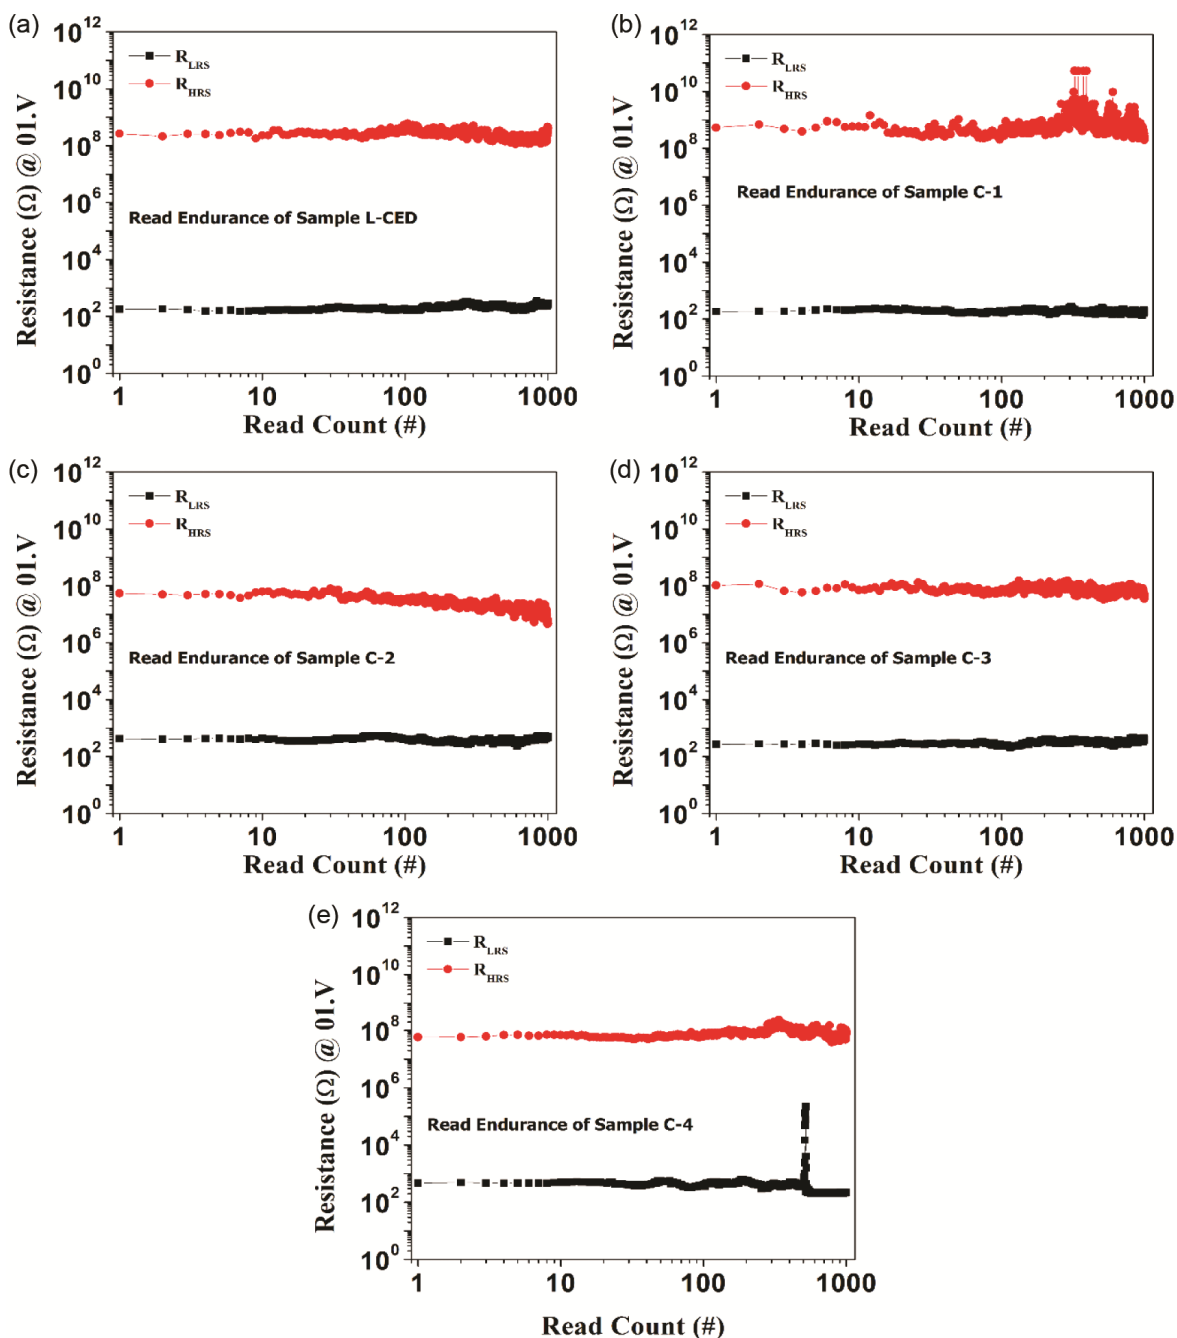 (a)
10^12
10^10
10^8
10^6
10^4
10^2
10^0
Resistance (Ω) @ 01.V
R_LRS
R_HRS
Read Endurance of Sample L-CED
1 10 100 1000
Read Count (#)
(b)
10^12
10^10
10^8
10^6
10^4
10^2
10^0
Resistance (Ω) @ 01.V
R_LRS
R_HRS
Read Endurance of Sample C-1
1 10 100 1000
Read Count (#)
(c)
10^12
10^10
10^8
10^6
10^4
10^2
10^0
Resistance (Ω) @ 01.V
R_LRS
R_HRS
Read Endurance of Sample C-2
1 10 100 1000
Read Count (#)
(d)
10^12
10^10
10^8
10^6
10^4
10^2
10^0
Resistance (Ω) @ 01.V
R_LRS
R_HRS
Read Endurance of Sample C-3
1 10 100 1000
Read Count (#)
(e)
10^12
10^10
10^8
10^6
10^4
10^2
10^0
Resistance (Ω) @ 01.V
R_LRS
R_HRS
Read Endurance of Sample C-4
1 10 100 1000
Read Count (#)